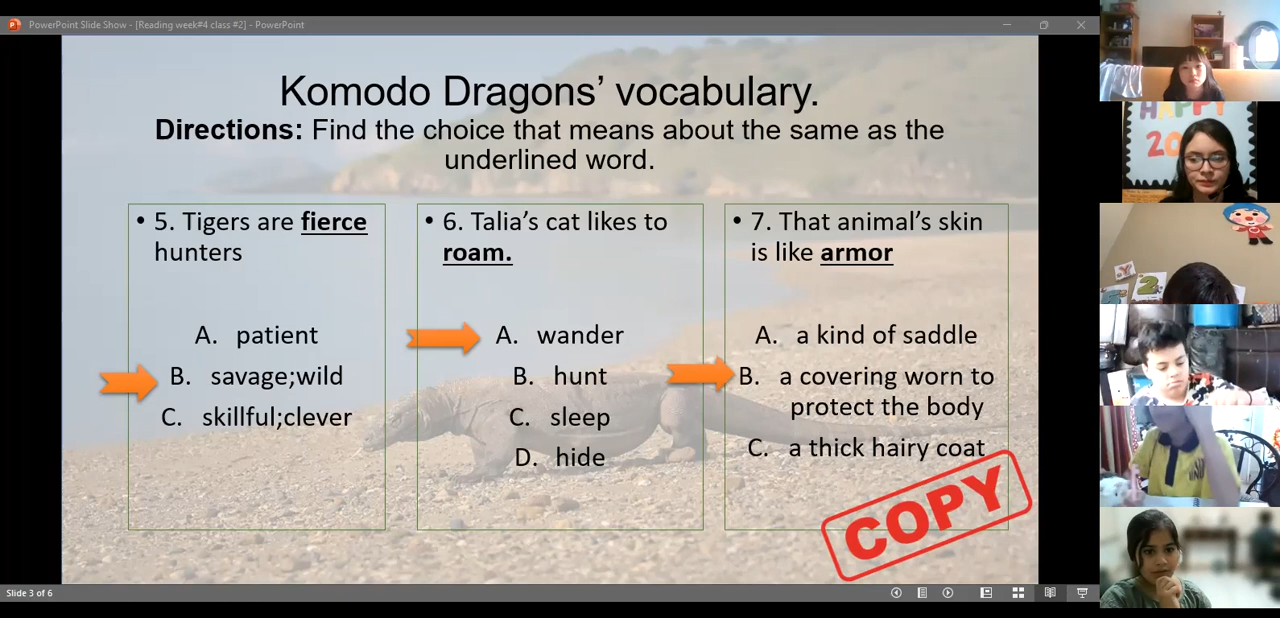 PowerPoint Slide Show - [Reading week#4 class #2] - PowerPoint
Komodo Dragons' vocabulary.
Directions: Find the choice that means about the same as the
underlined word.
• 5. Tigers are fierce
hunters
A. patient
B. savage;wild
C. skillful;clever
• 6. Talia's cat likes to
roam.
A. wander
B. hunt
C. sleep
D. hide
• 7. That animal's skin
is like armor
A. a kind of saddle
B. a covering worn to
protect the body
C. a thick hairy coat
COPY
Slide 3 of 6
HAPPY
20
Y
2